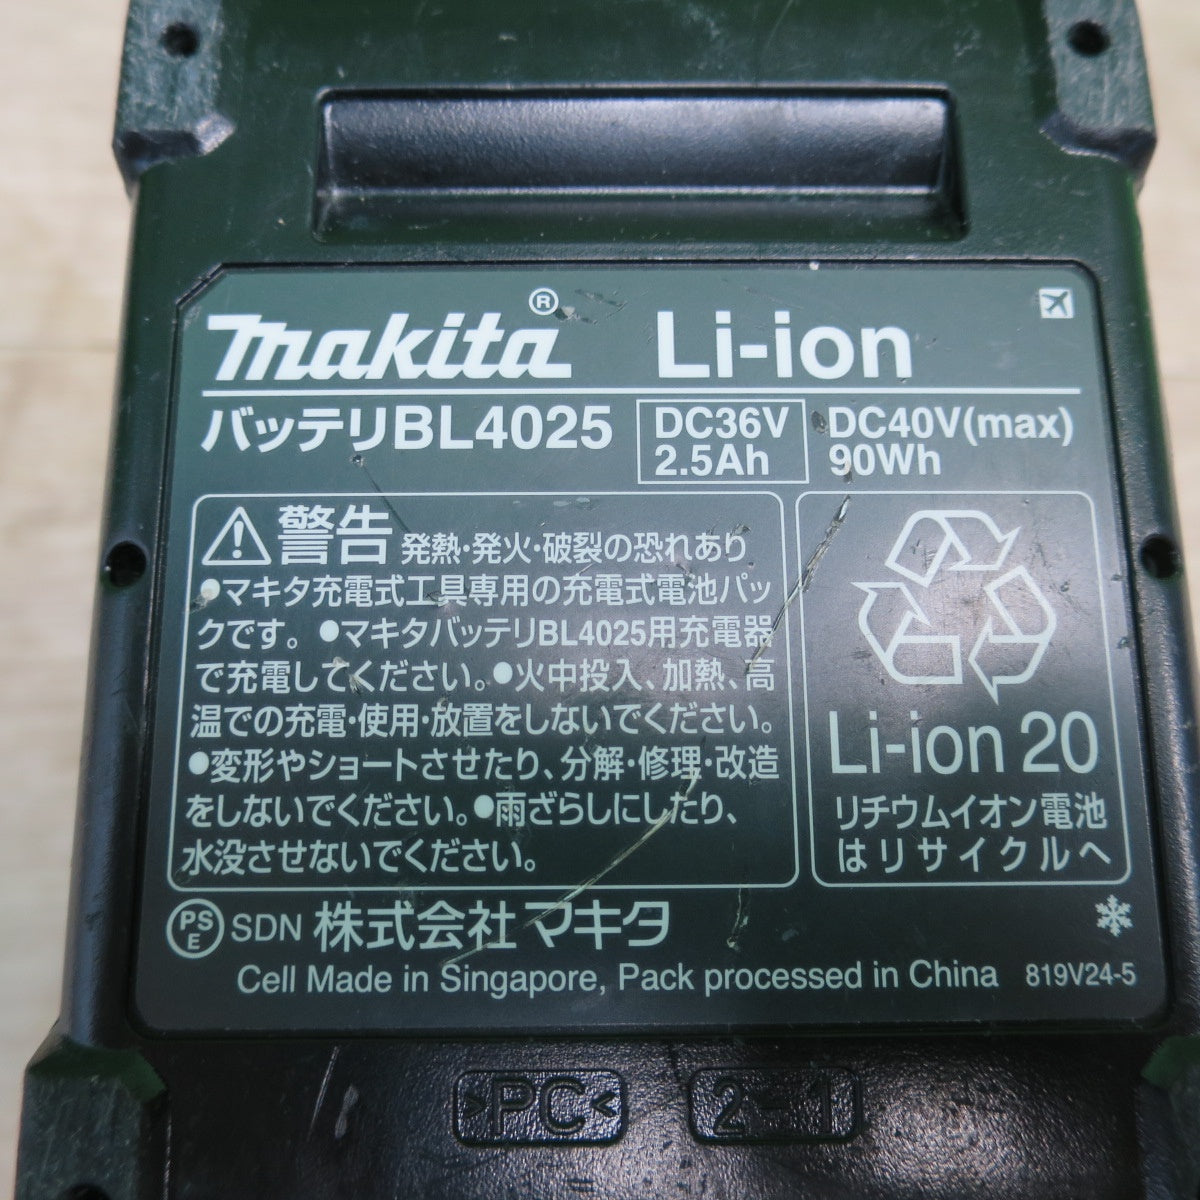 makita® Li-ion
バッテリBL4025 DC36V 2.5Ah DC40V(max) 90Wh
警告 発熱・発火・破裂の恐れあり
●マキタ充電式工具専用の充電式電池パッ
クです。●マキタバッテリBL4025用充電器
で充電してください。●火中投入、加熱、高
温での充電・使用・放置をしないでください。
●変形やショートさせたり、分解・修理・改造
をしないでください。●雨ざらしにしたり、
水没させないでください。
Li-ion 20
リチウムイオン電池
はリサイクルへ
PSE SDN 株式会社マキタ
Cell Made in Singapore, Pack processed in China 819V24-5
>PC< 2-1